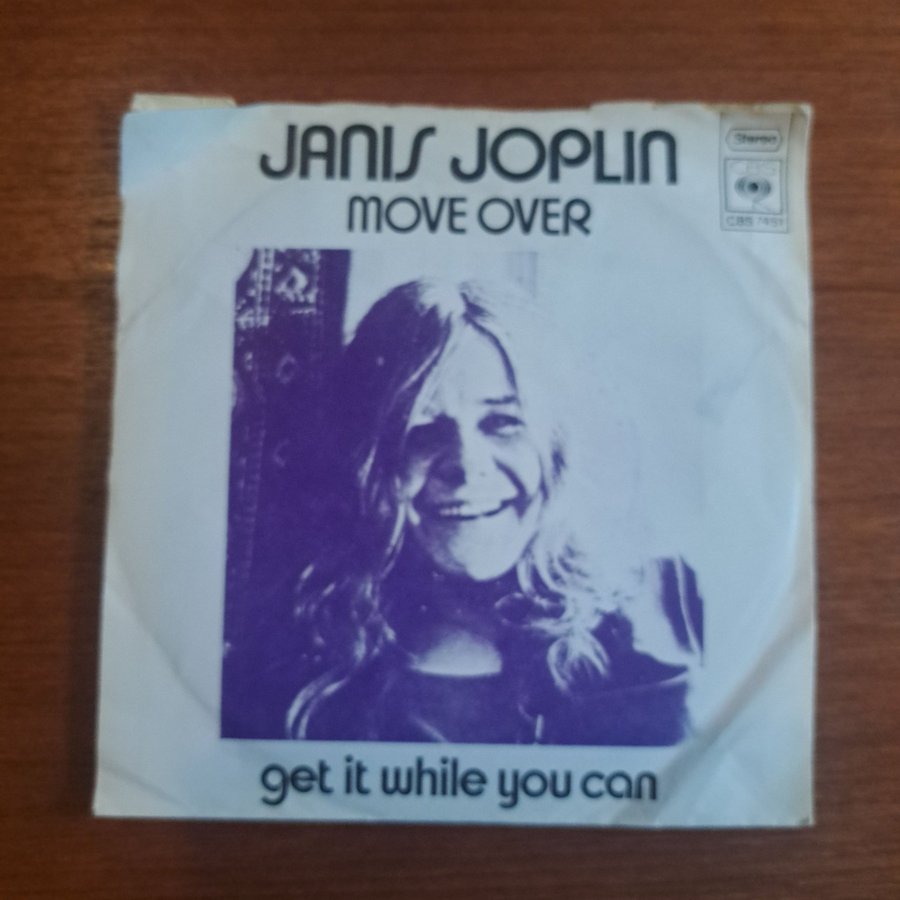 JANIS JOPLIN
MOVE OVER
Stereo
CBS
get it while you can